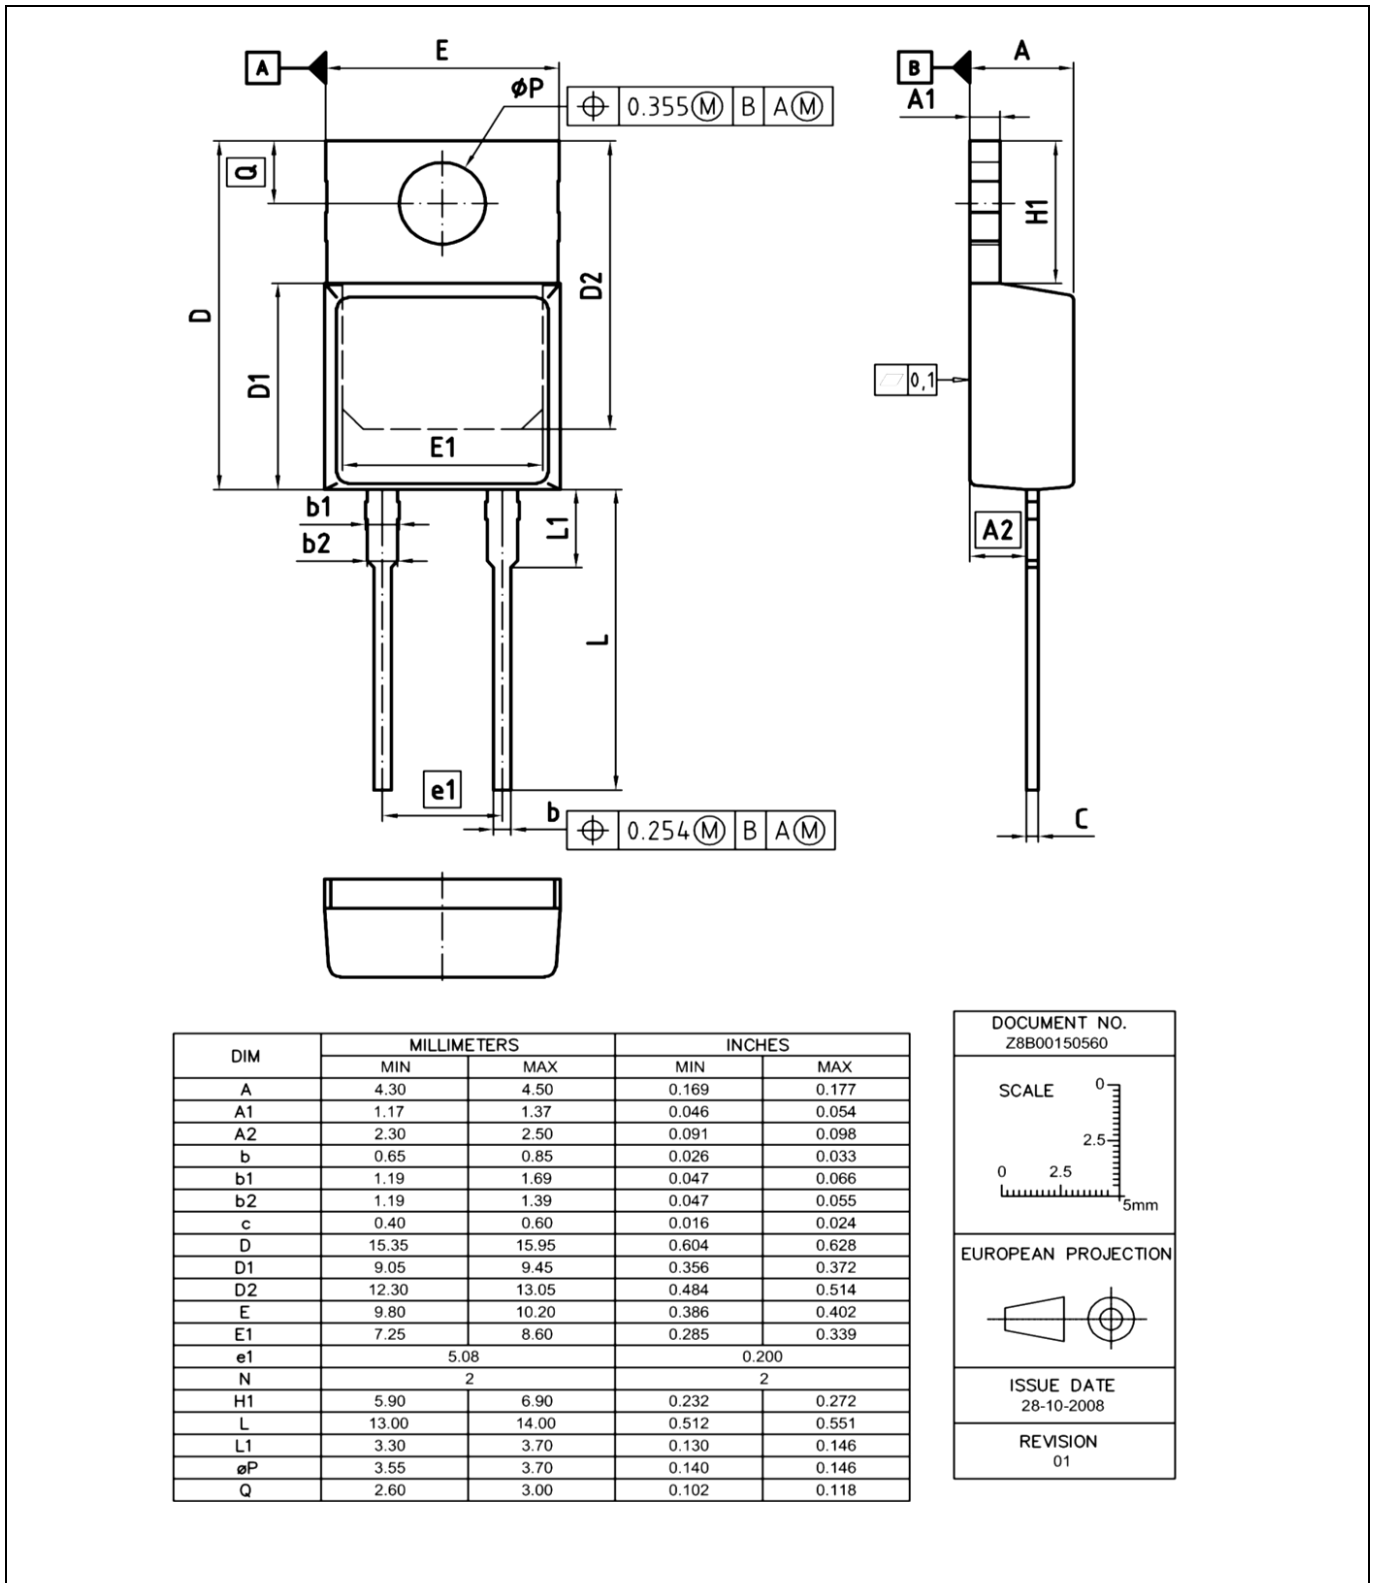 A E B A
øP A1
⌖ 0.355Ⓜ B AⓂ
Q
H1
D2
D
D1
▱ 0,1
E1
b1
L1
A2
b2
L
e1
b
⌖ 0.254Ⓜ B AⓂ
C
DIM MILLIMETERS INCHES
MIN MAX MIN MAX
A 4.30 4.50 0.169 0.177
A1 1.17 1.37 0.046 0.054
A2 2.30 2.50 0.091 0.098
b 0.65 0.85 0.026 0.033
b1 1.19 1.69 0.047 0.066
b2 1.19 1.39 0.047 0.055
c 0.40 0.60 0.016 0.024
D 15.35 15.95 0.604 0.628
D1 9.05 9.45 0.356 0.372
D2 12.30 13.05 0.484 0.514
E 9.80 10.20 0.386 0.402
E1 7.25 8.60 0.285 0.339
e1 5.08 0.200
N 2 2
H1 5.90 6.90 0.232 0.272
L 13.00 14.00 0.512 0.551
L1 3.30 3.70 0.130 0.146
øP 3.55 3.70 0.140 0.146
Q 2.60 3.00 0.102 0.118
DOCUMENT NO.
Z8B00150560
SCALE 0
2.5
0 2.5
5mm
EUROPEAN PROJECTION
ISSUE DATE
28-10-2008
REVISION
01